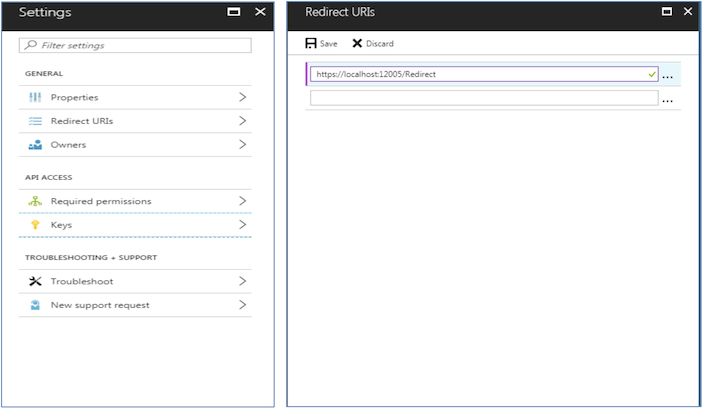 Settings
Filter settings
GENERAL
Properties
Redirect URIs
Owners
API ACCESS
Required permissions
Keys
TROUBLESHOOTING + SUPPORT
Troubleshoot
New support request
Redirect URIs
Save Discard
https://localhost:12005/Redirect
...
...